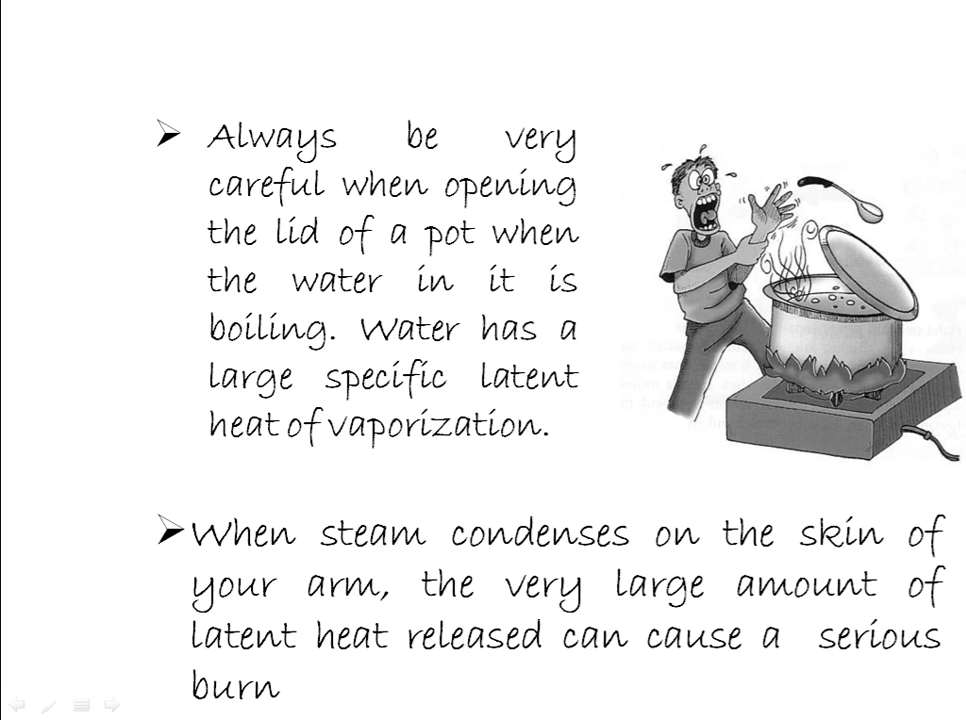 Always be very
careful when opening
the lid of a pot when
the water in it is
boiling. Water has a
large specific latent
heat of vaporization.
When steam condenses on the skin of
your arm, the very large amount of
latent heat released can cause a serious
burn